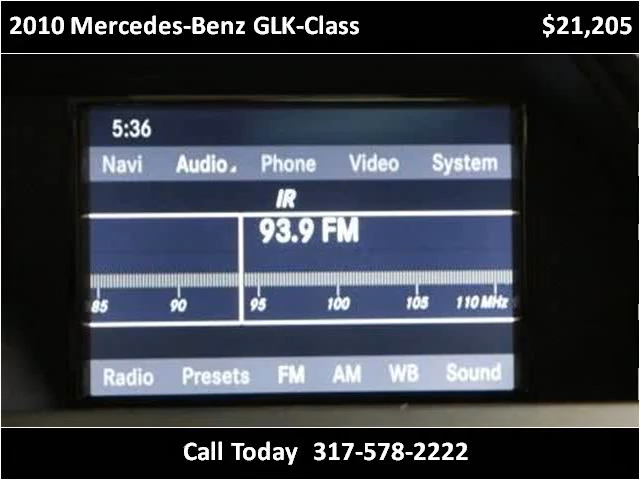 2010 Mercedes-Benz GLK-Class $21,205
5:36
Navi Audio Phone Video System
IR
93.9 FM
85 90 95 100 105 110 MHz
Radio Presets FM AM WB Sound
Call Today 317-578-2222